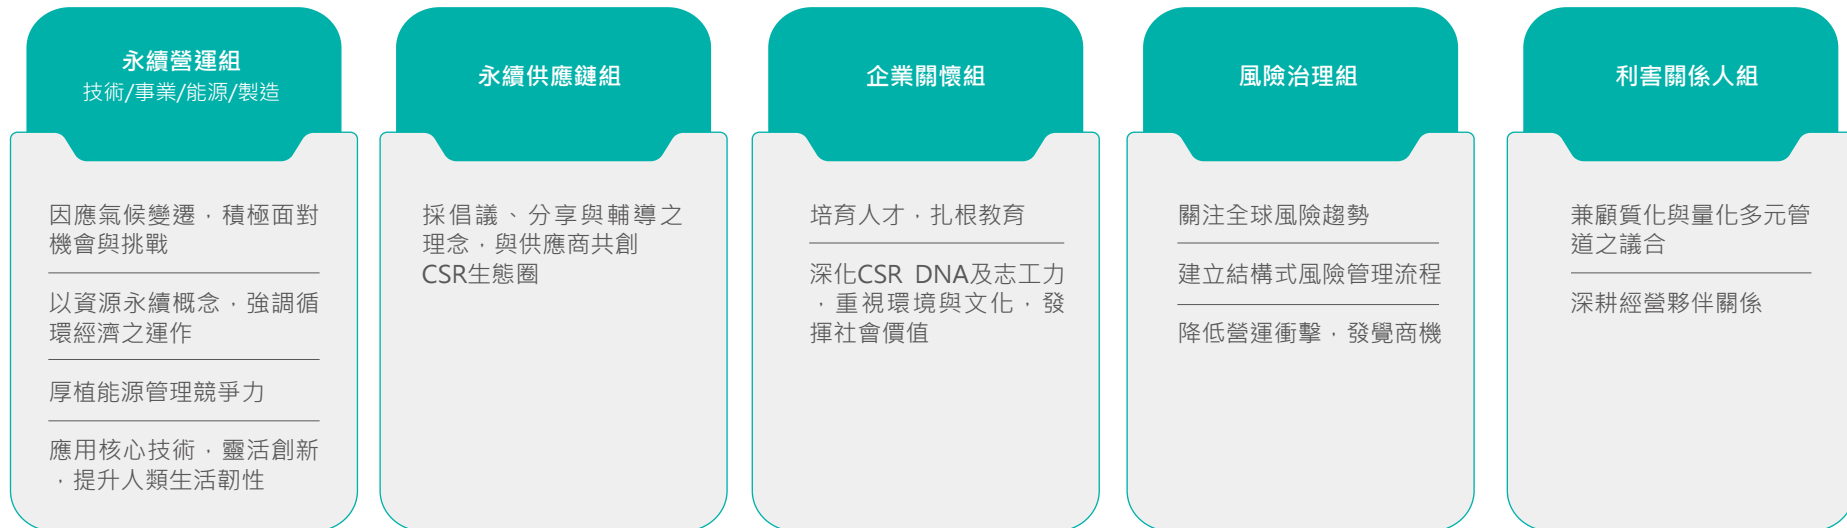 永續營運組
技術/事業/能源/製造
因應氣候變遷，積極面對
機會與挑戰
以資源永續概念，強調循
環經濟之運作
厚植能源管理競爭力
應用核心技術，靈活創新
，提升人類生活韌性
永續供應鏈組
採倡議、分享與輔導之
理念，與供應商共創
CSR生態圈
企業關懷組
培育人才，扎根教育
深化CSR DNA及志工力
，重視環境與文化，發
揮社會價值
風險治理組
關注全球風險趨勢
建立結構式風險管理流程
降低營運衝擊，發覺商機
利害關係人組
兼顧質化與量化多元管
道之議合
深耕經營夥伴關係